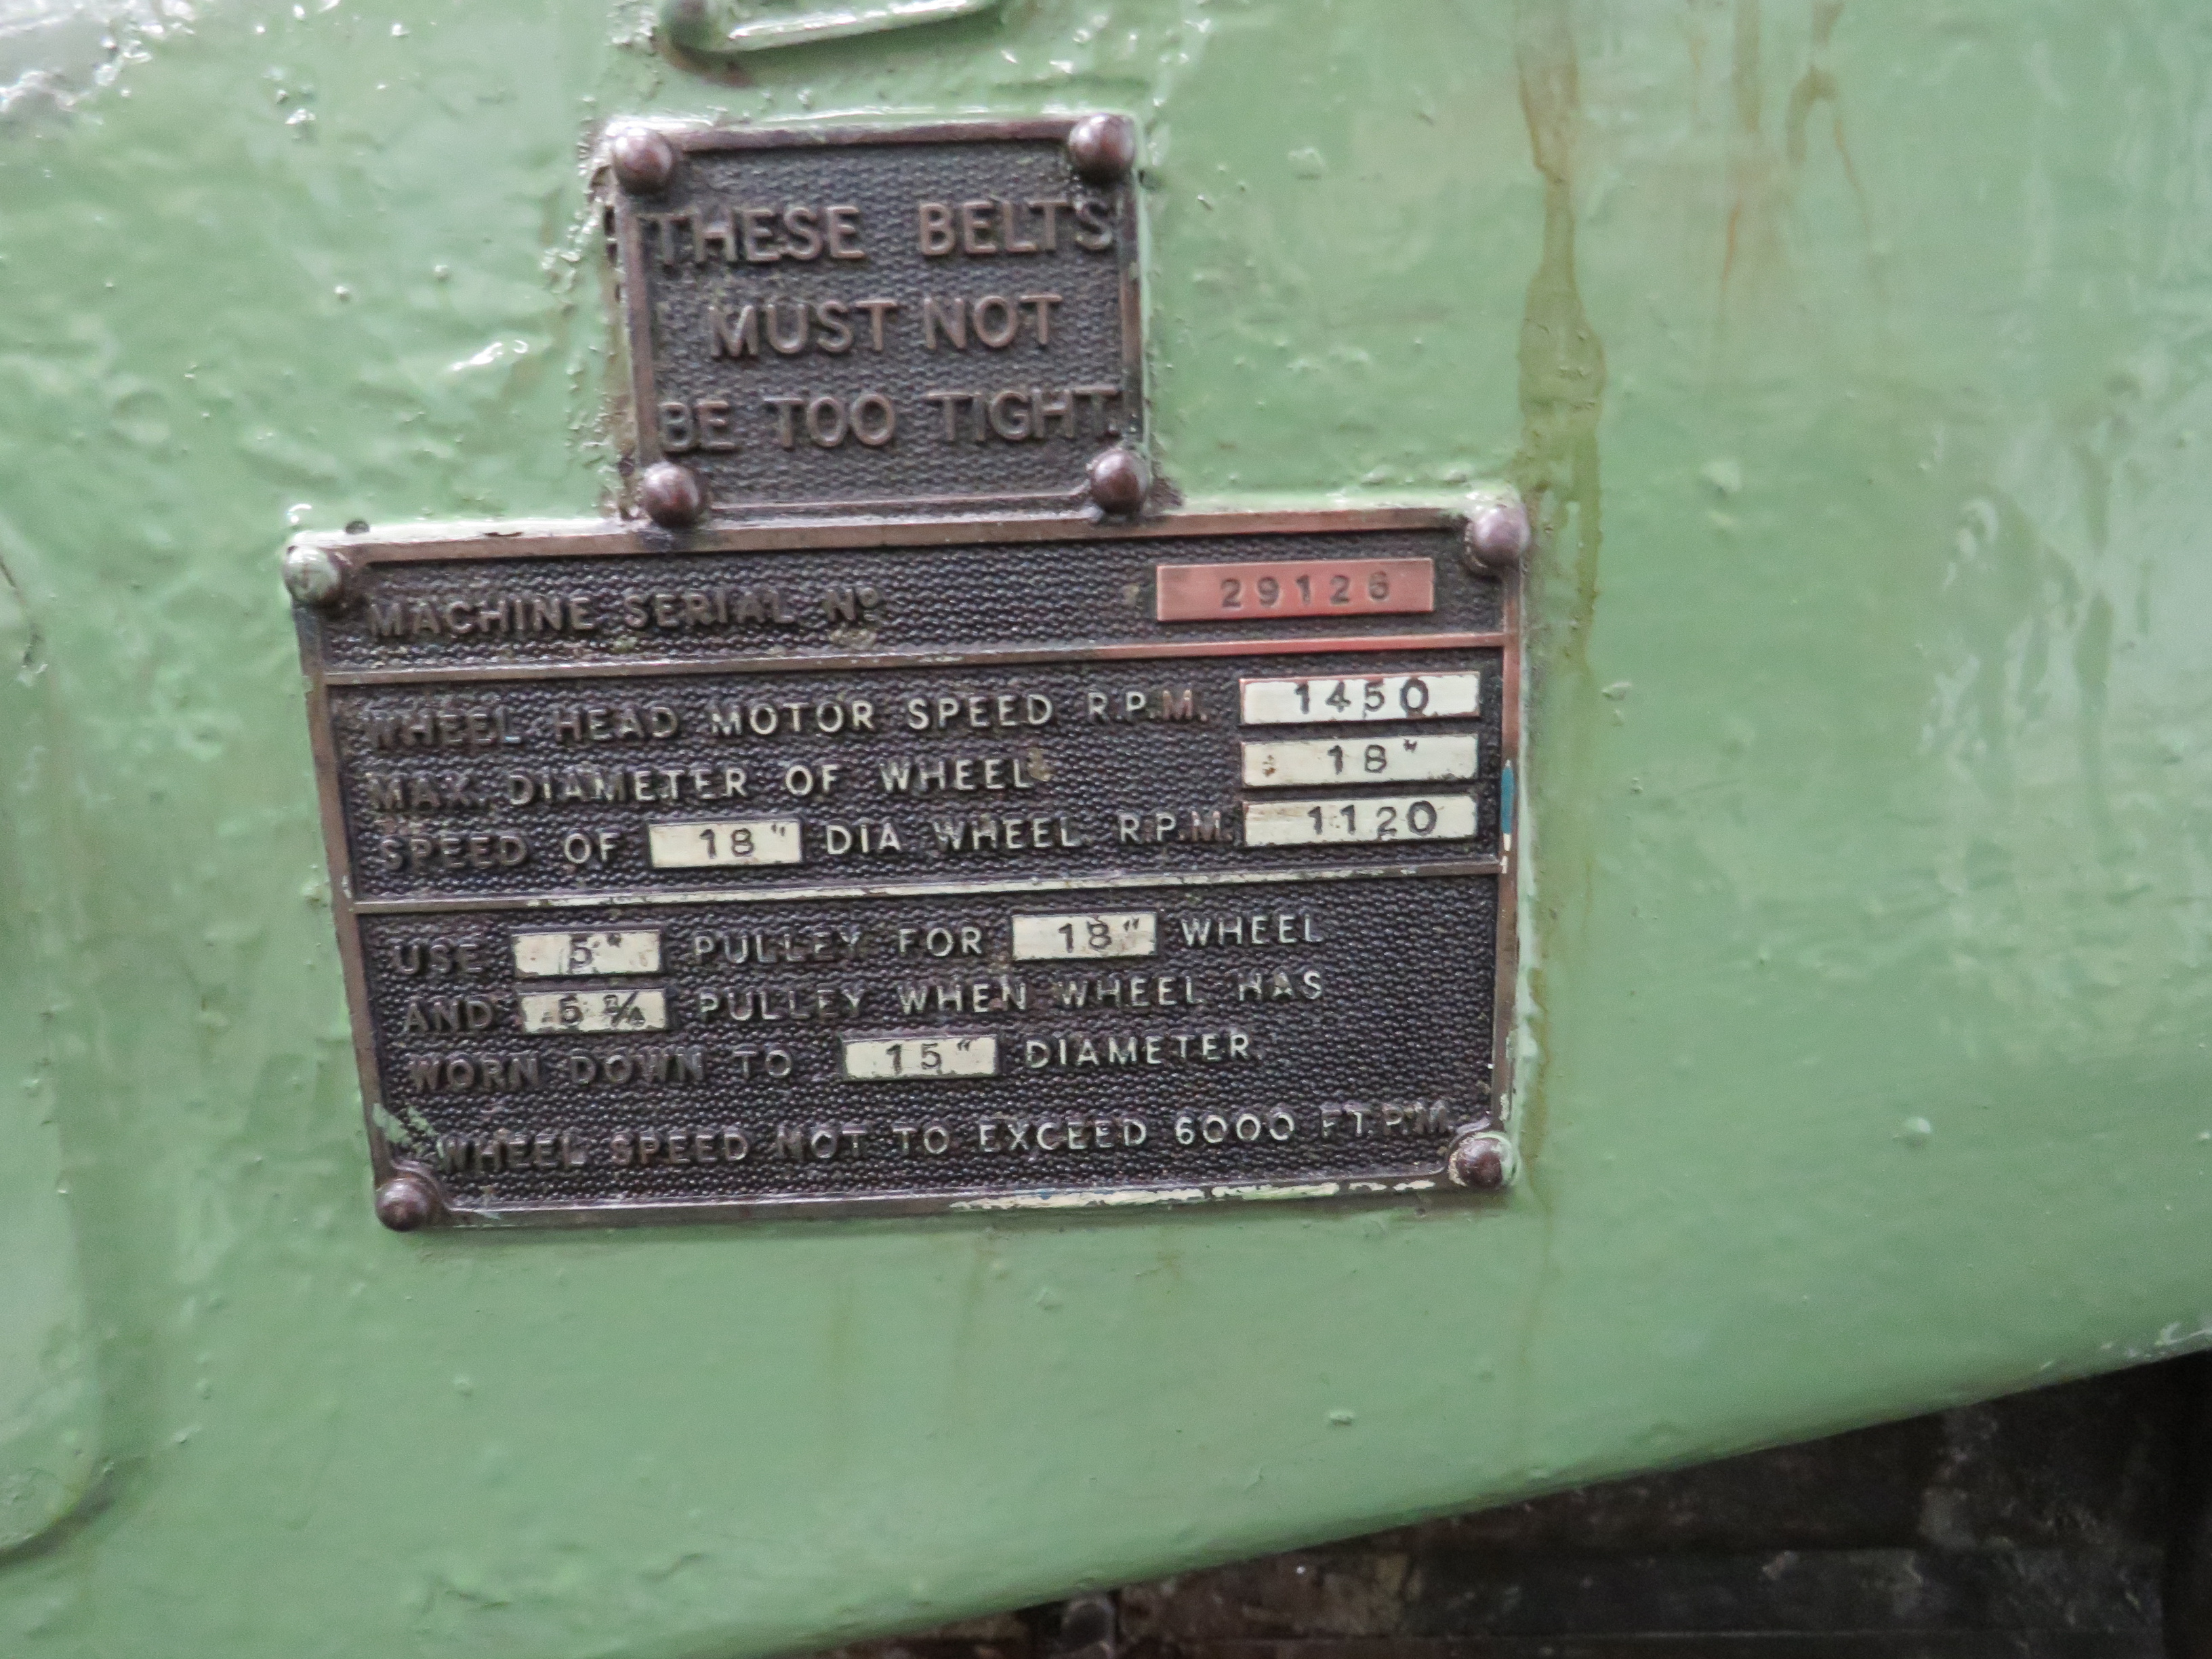 THESE BELTS
MUST NOT
BE TOO TIGHT.
MACHINE SERIAL Nº 29126
WHEEL HEAD MOTOR SPEED R.P.M. 1450
MAX. DIAMETER OF WHEEL 18"
SPEED OF 18" DIA WHEEL R.P.M. 1120
USE 5" PULLEY FOR 18" WHEEL
AND 5 PULLEY WHEN WHEEL HAS
WORN DOWN TO 15" DIAMETER
WHEEL SPEED NOT TO EXCEED 6000 FT.P.M.